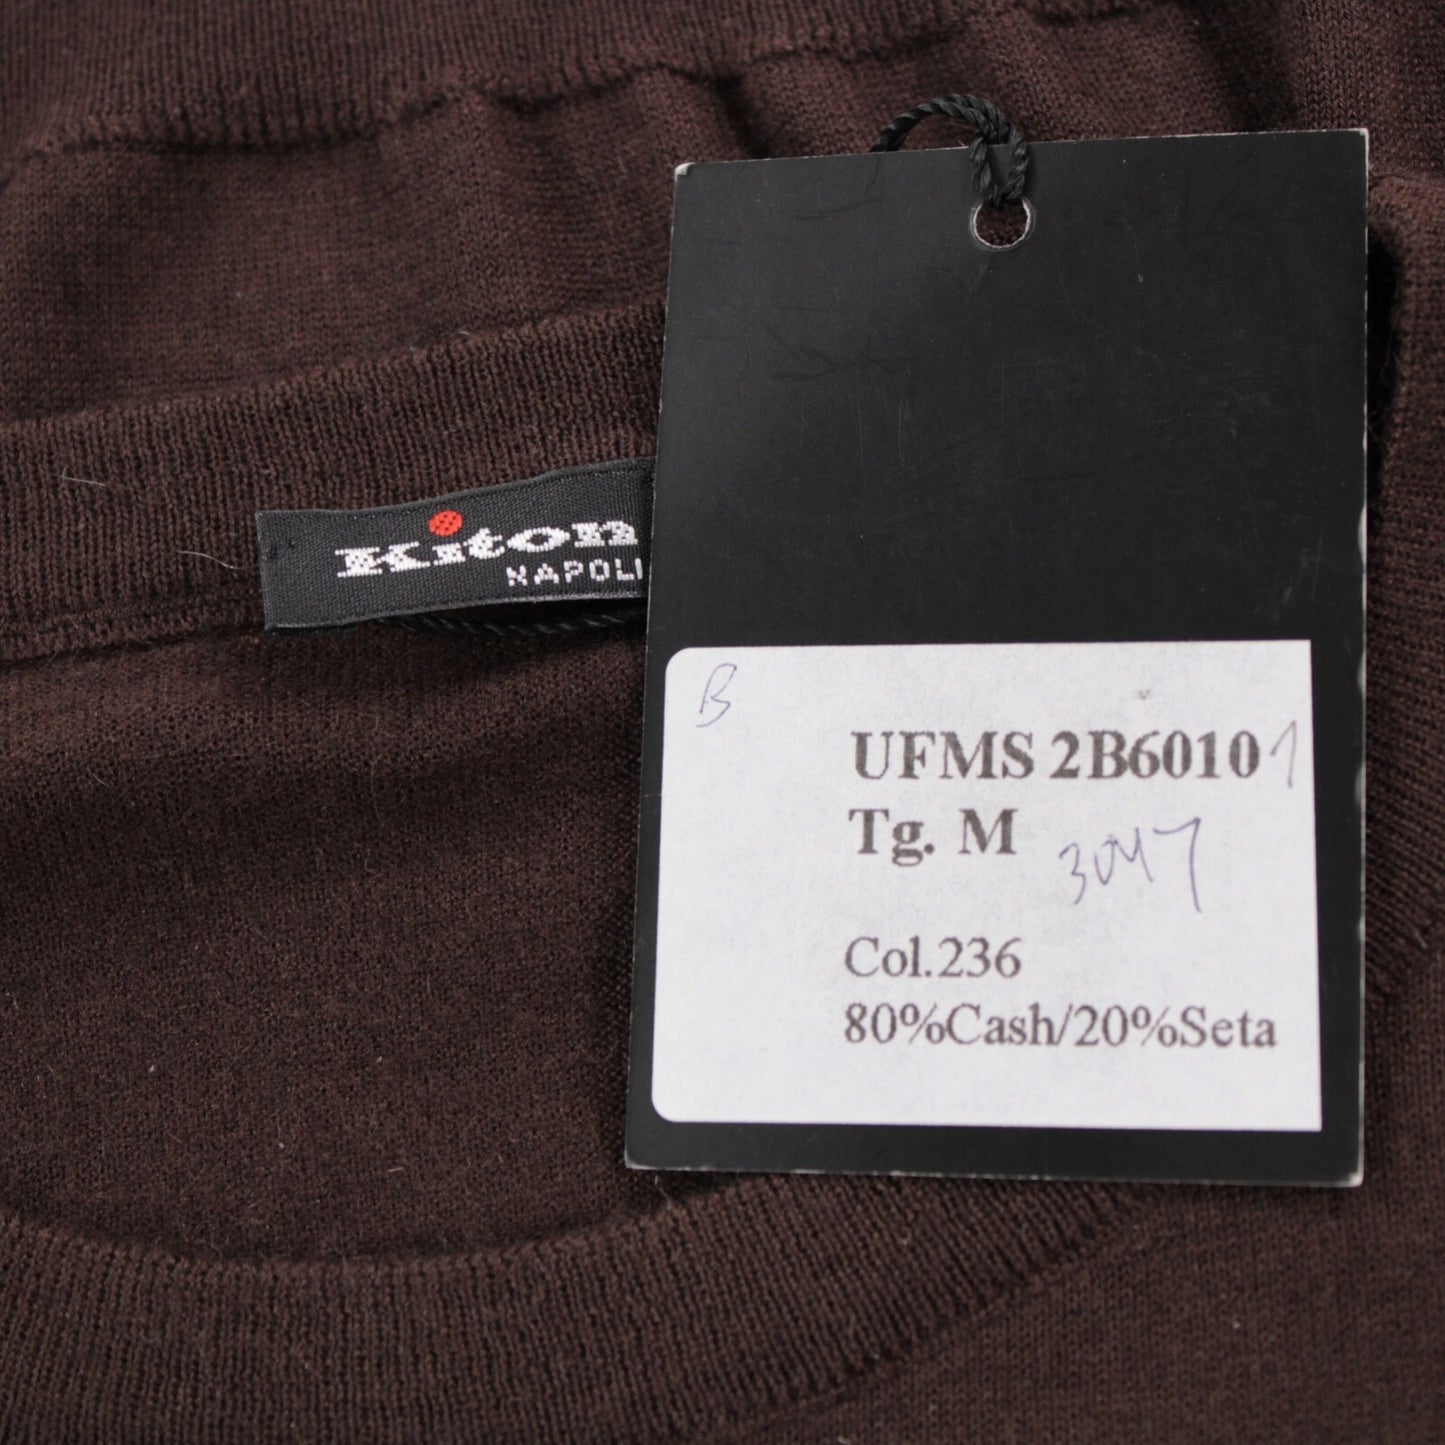 Kiton
NAPOLI
B
UFMS 2B6010 1
Tg. M
3047
Col.236
80%Cash/20%Seta